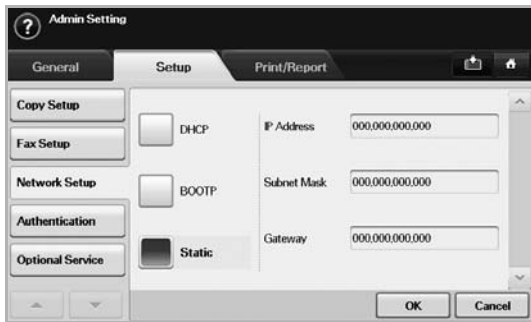 ? Admin Setting
General Setup Print/Report
Copy Setup
Fax Setup
Network Setup
Authentication
Optional Service
DHCP
BOOTP
Static
IP Address 000,000,000,000
Subnet Mask 000,000,000,000
Gateway 000,000,000,000
OK Cancel